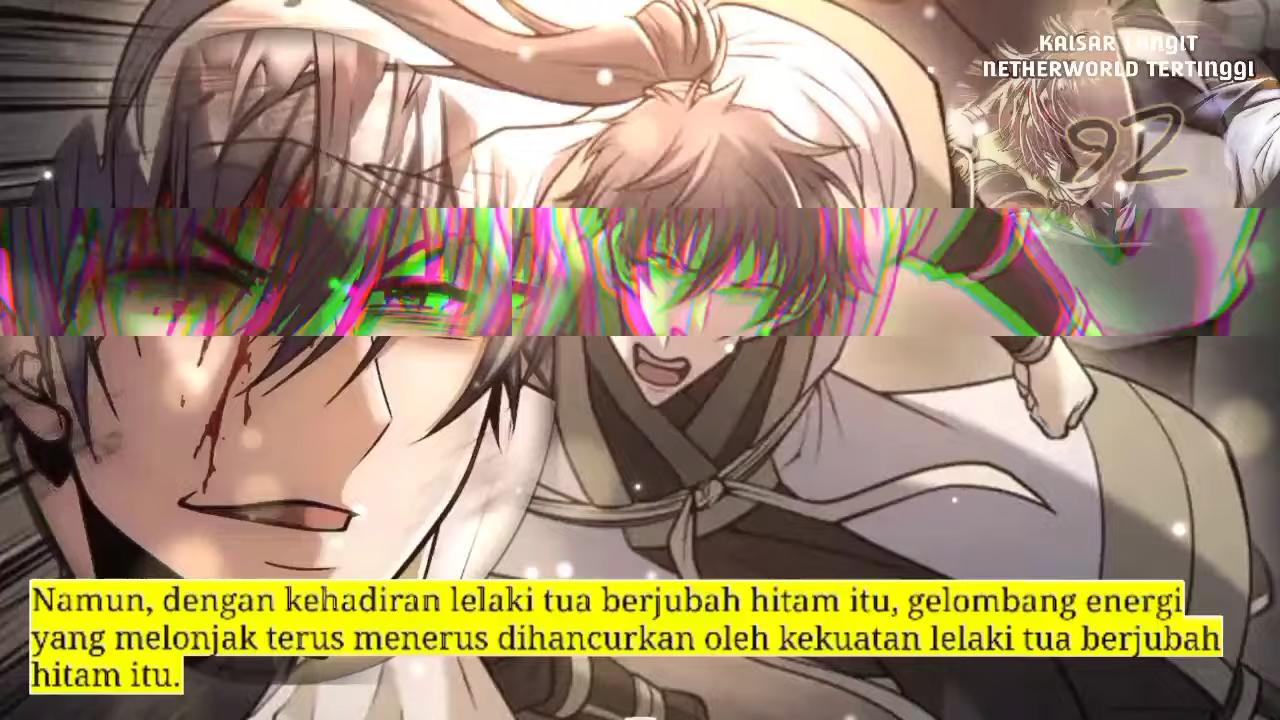 KAISAR LANGIT
NETHERWORLD TERTINGGI
92
Namun, dengan kehadiran lelaki tua berjubah hitam itu, gelombang energi
yang melonjak terus menerus dihancurkan oleh kekuatan lelaki tua berjubah
hitam itu.